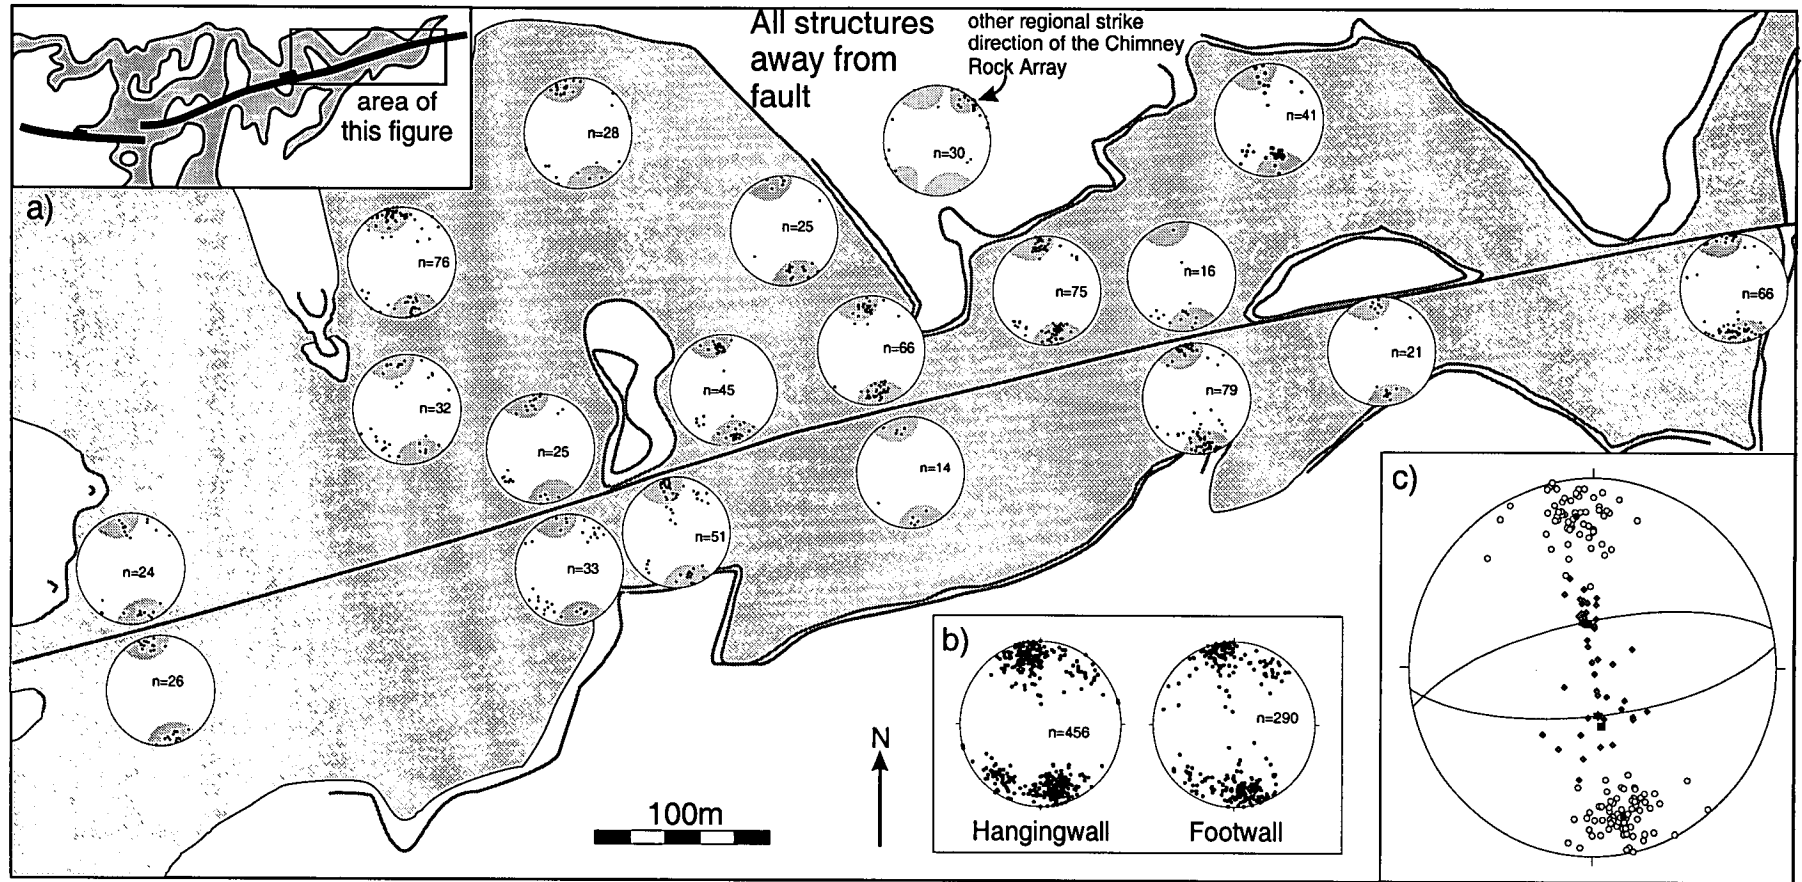 area of
this figure
a)
All structures
away from
fault
other regional strike
direction of the Chimney
Rock Array
n=28
n=30
n=41
n=25
n=76
n=75
n=16
n=66
n=66
n=21
n=45
n=32
n=79
n=25
n=14
n=51
n=24
n=33
n=26
100m
N
b)
n=456
n=290
Hangingwall
Footwall
c)